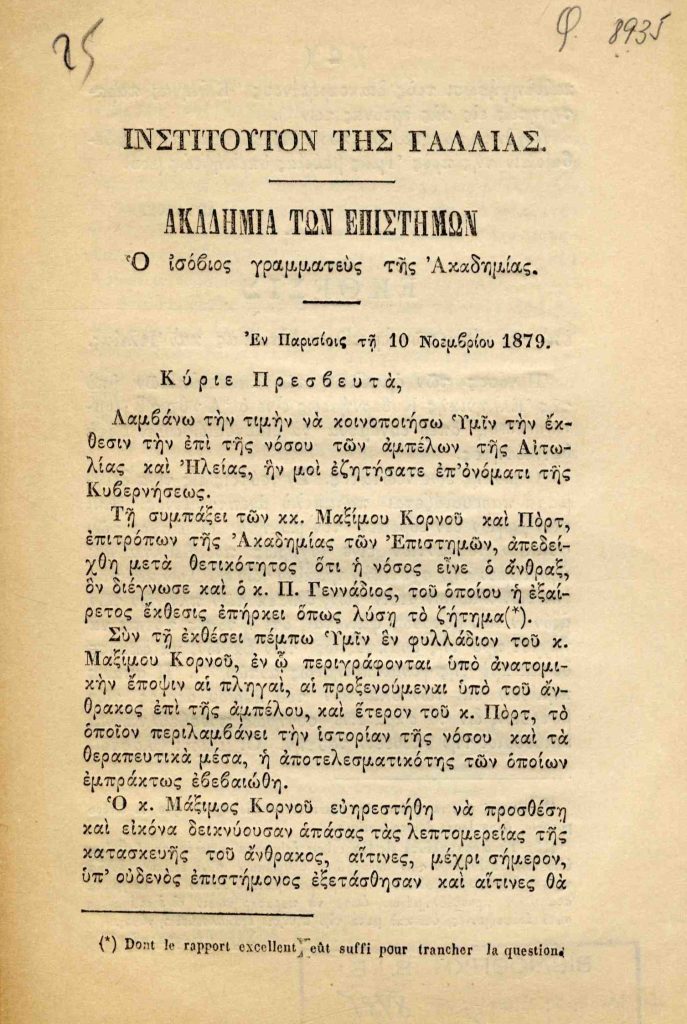 25
Φ. 8935
ΙΝΣΤΙΤΟΥΤΟΝ ΤΗΣ ΓΑΛΛΙΑΣ.
ΑΚΑΔΗΜΙΑ ΤΩΝ ΕΠΙΣΤΗΜΩΝ
Ὁ ἰσόβιος γραμματεὺς τῆς Ἀκαδημίας.
Ἐν Παρισίοις τῇ 10 Νοεμβρίου 1879.
Κύριε Πρεσβευτὰ,
Λαμβάνω τὴν τιμὴν νὰ κοινοποιήσω Ὑμῖν τὴν ἔκ-
θεσιν τὴν ἐπὶ τῆς νόσου τῶν ἀμπέλων τῆς Αἰτω-
λίας καὶ Ἠλείας, ἣν μοὶ ἐζητήσατε ἐπ' ὀνόματι τῆς
Κυβερνήσεως.
Τῇ συμπάξει τῶν κκ. Μαξίμου Κορνοῦ καὶ Πὸρτ,
ἐπιτρόπων τῆς Ἀκαδημίας τῶν Ἐπιστημῶν, ἀπεδεί-
χθη μετὰ θετικότητος ὅτι ἡ νόσος εἶνε ὁ ἄνθραξ,
ὃν διέγνωσε καὶ ὁ κ. Π. Γεννάδιος, τοῦ ὁποίου ἡ ἐξαί-
ρετος ἔκθεσις ἐπήρκει ὅπως λύσῃ τὸ ζήτημα(*).
Σὺν τῇ ἐκθέσει πέμπω Ὑμῖν ἓν φυλλάδιον τοῦ κ.
Μαξίμου Κορνοῦ, ἐν ᾧ περιγράφονται ὑπὸ ἀνατομι-
κὴν ἔποψιν αἱ πληγαὶ, αἱ προξενούμεναι ὑπὸ τοῦ ἄν-
θρακος ἐπὶ τῆς ἀμπέλου, καὶ ἕτερον τοῦ κ. Πὸρτ, τὸ
ὁποῖον περιλαμβάνει τὴν ἱστορίαν τῆς νόσου καὶ τὰ
θεραπευτικὰ μέσα, ἡ ἀποτελεσματικότης τῶν ὁποίων
ἐμπράκτως ἐβεβαιώθη.
Ὁ κ. Μάξιμος Κορνοῦ εὐηρεστήθη νὰ προσθέσῃ
καὶ εἰκόνα δεικνύουσαν ἁπάσας τὰς λεπτομερείας τῆς
κατασκευῆς τοῦ ἄνθρακος, αἵτινες, μέχρι σήμερον,
ὑπ' οὐδενὸς ἐπιστήμονος ἐξετάσθησαν καὶ αἵτινες θὰ
(*) Dont le rapport excellent eût suffi pour trancher la question.